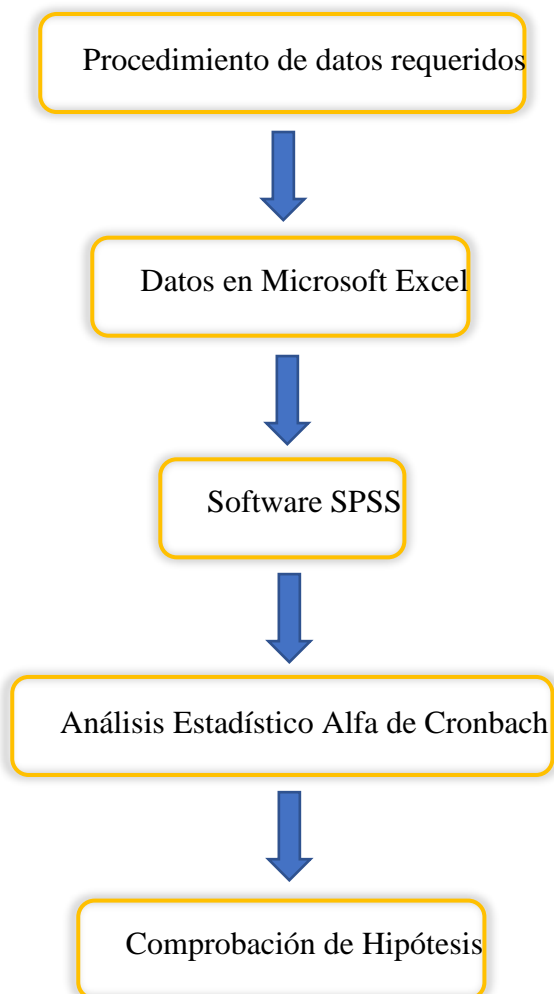 Procedimiento de datos requeridos
Datos en Microsoft Excel
Software SPSS
Análisis Estadístico Alfa de Cronbach
Comprobación de Hipótesis